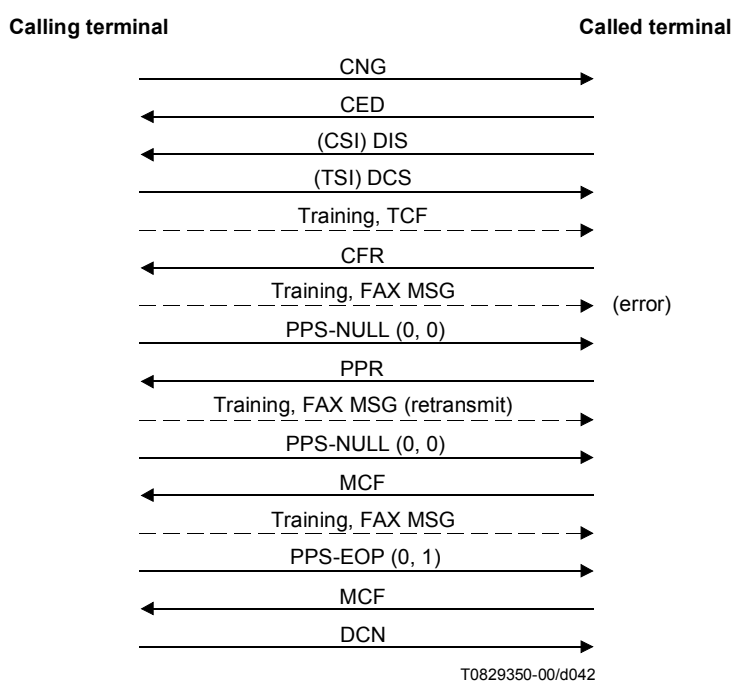 Calling terminal Called terminal
CNG
CED
(CSI) DIS
(TSI) DCS
Training, TCF
CFR
Training, FAX MSG (error)
PPS-NULL (0, 0)
PPR
Training, FAX MSG (retransmit)
PPS-NULL (0, 0)
MCF
Training, FAX MSG
PPS-EOP (0, 1)
MCF
DCN
T0829350-00/d042